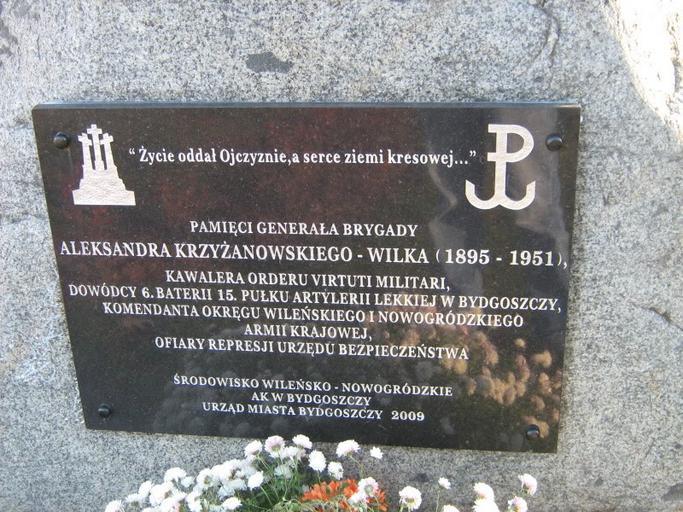 “Życie oddał Ojczyznie,a serce ziemi kresowej...”
PAMIĘCI GENERAŁA BRYGADY
ALEKSANDRA KRZYŻANOWSKIEGO - WILKA (1895 - 1951),
KAWALERA ORDERU VIRTUTI MILITARI,
DOWÓDCY 6. BATERII 15. PUŁKU ARTYLERII LEKKIEJ W BYDGOSZCZY,
KOMENDANTA OKRĘGU WILEŃSKIEGO I NOWOGRÓDZKIEGO
ARMII KRAJOWEJ,
OFIARY REPRESJI URZĘDU BEZPIECZEŃSTWA
ŚRODOWISKO WILEŃSKO - NOWOGRÓDZKIE
AK W BYDGOSZCZY
URZĄD MIASTA BYDGOSZCZY 2009